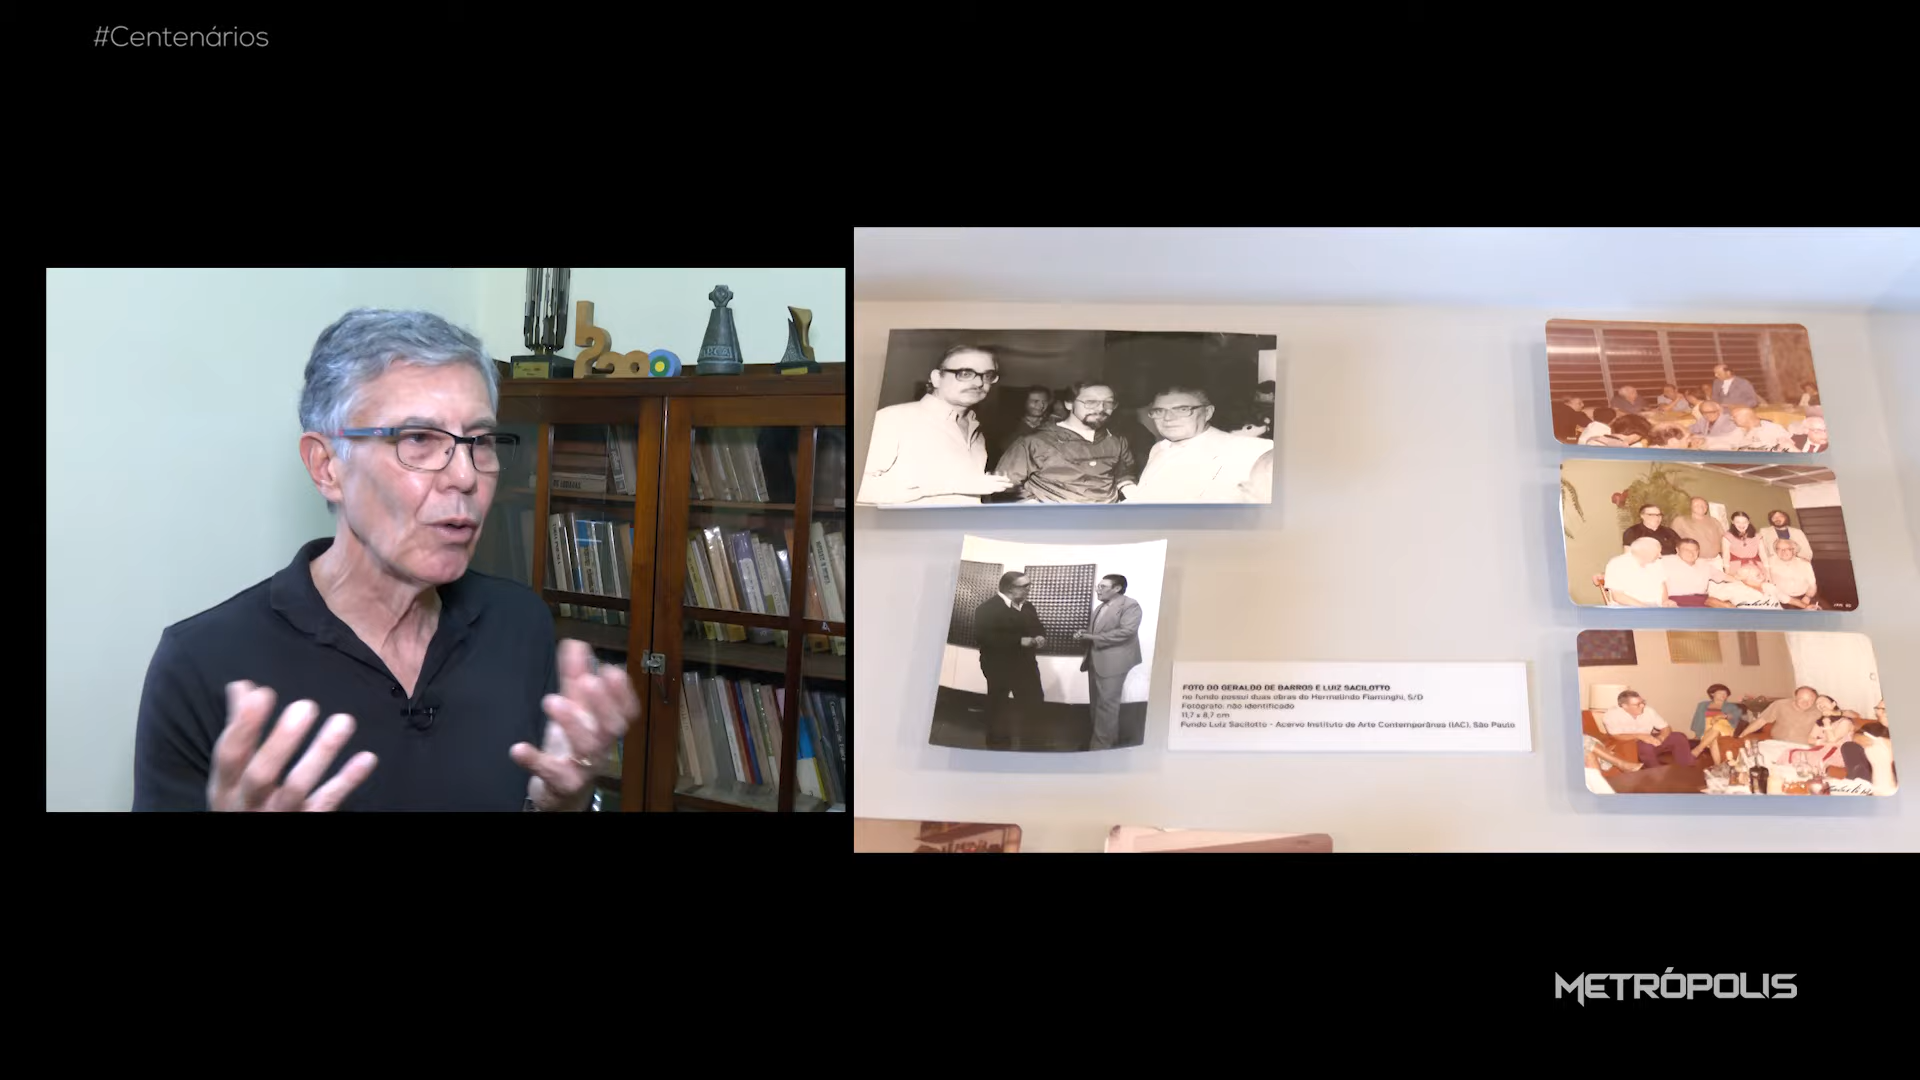 #Centenários
FOTO DO GERALDO DE BARROS E LUIZ SACILOTTO
no fundo possui duas obras do Hermelindo Fiaminghi, S/D
Fotógrafo: não identificado
11,7 x 8,7 cm
Fundo Luiz Sacilotto - Acervo Instituto de Arte Contemporânea (IAC), São Paulo
METRÓPOLIS